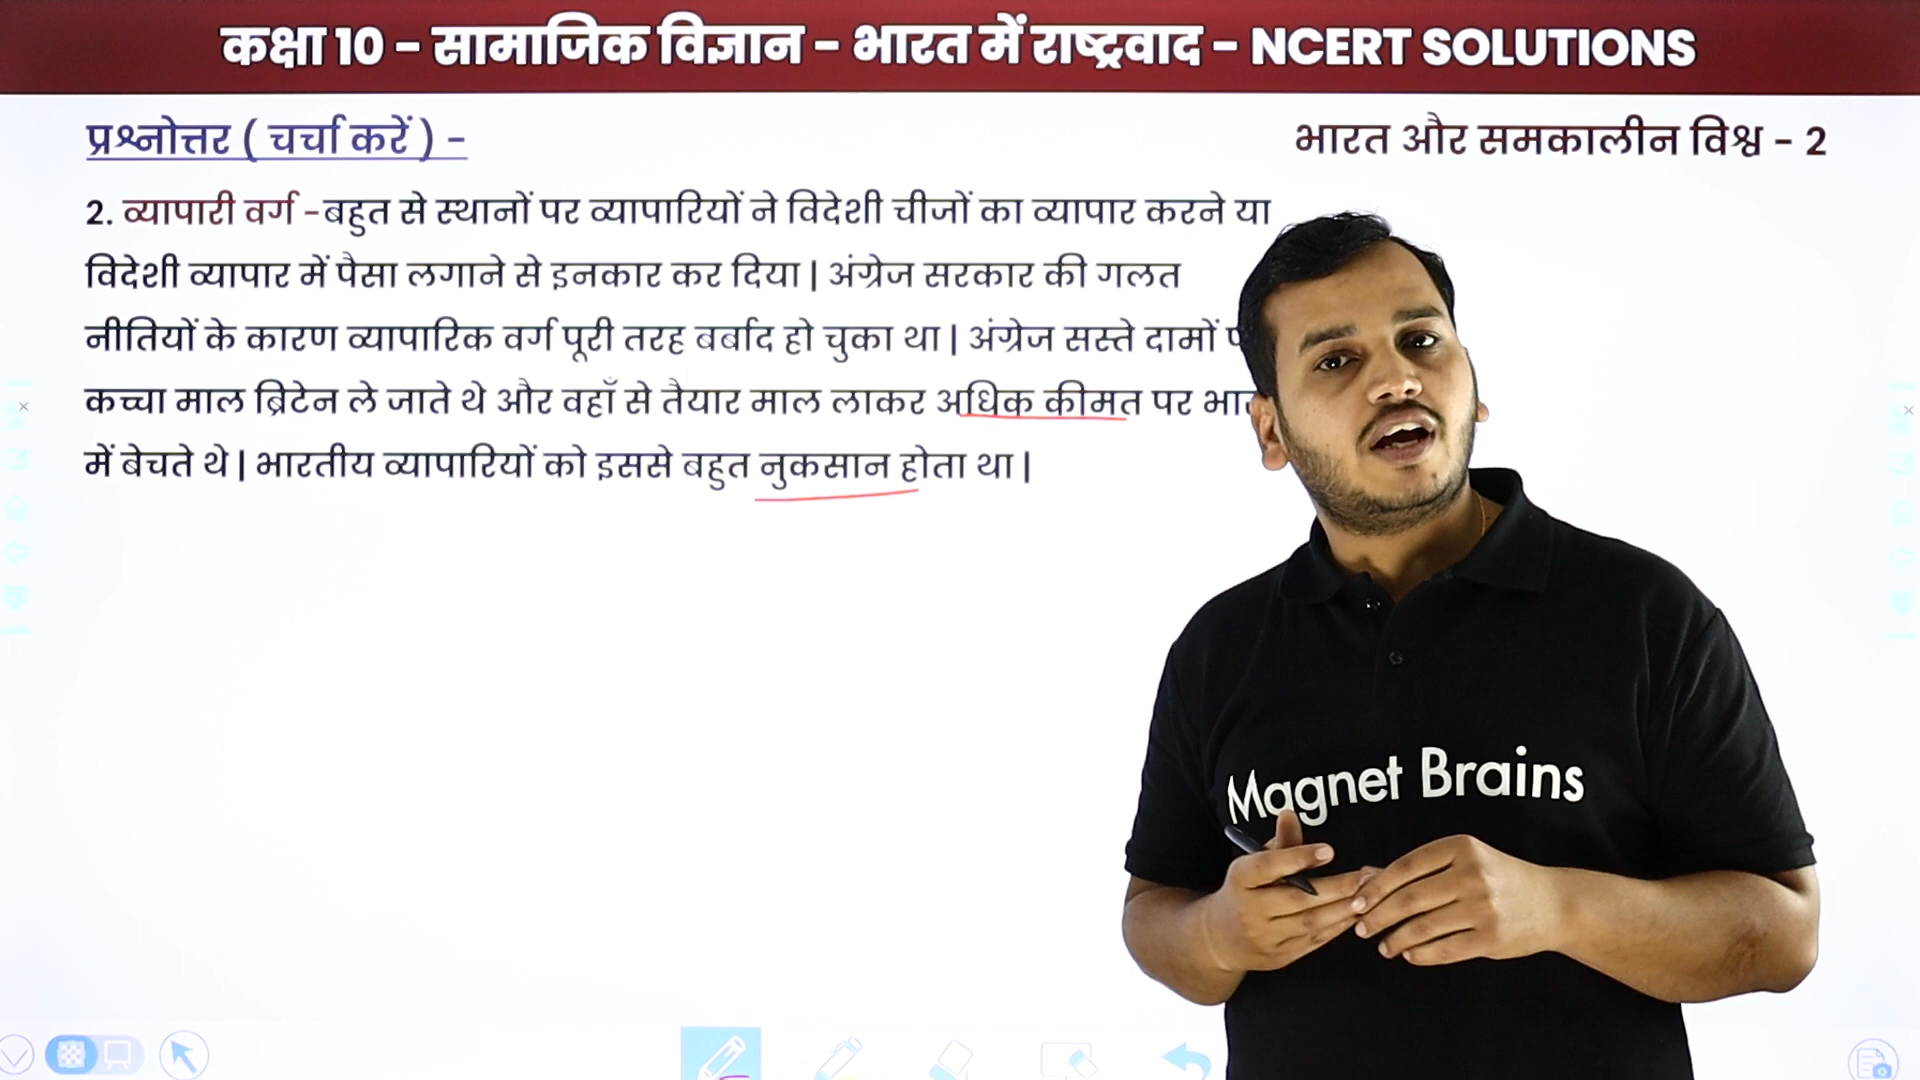 कक्षा 10 - सामाजिक विज्ञान - भारत में राष्ट्रवाद - NCERT SOLUTIONS
प्रश्नोत्तर ( चर्चा करें ) -
भारत और समकालीन विश्व - 2
2. व्यापारी वर्ग -बहुत से स्थानों पर व्यापारियों ने विदेशी चीजों का व्यापार करने या
विदेशी व्यापार में पैसा लगाने से इनकार कर दिया | अंग्रेज सरकार की गलत
नीतियों के कारण व्यापारिक वर्ग पूरी तरह बर्बाद हो चुका था | अंग्रेज सस्ते दामों
कच्चा माल ब्रिटेन ले जाते थे और वहाँ से तैयार माल लाकर अधिक कीमत पर
में बेचते थे | भारतीय व्यापारियों को इससे बहुत नुकसान होता था |
Magnet Brains